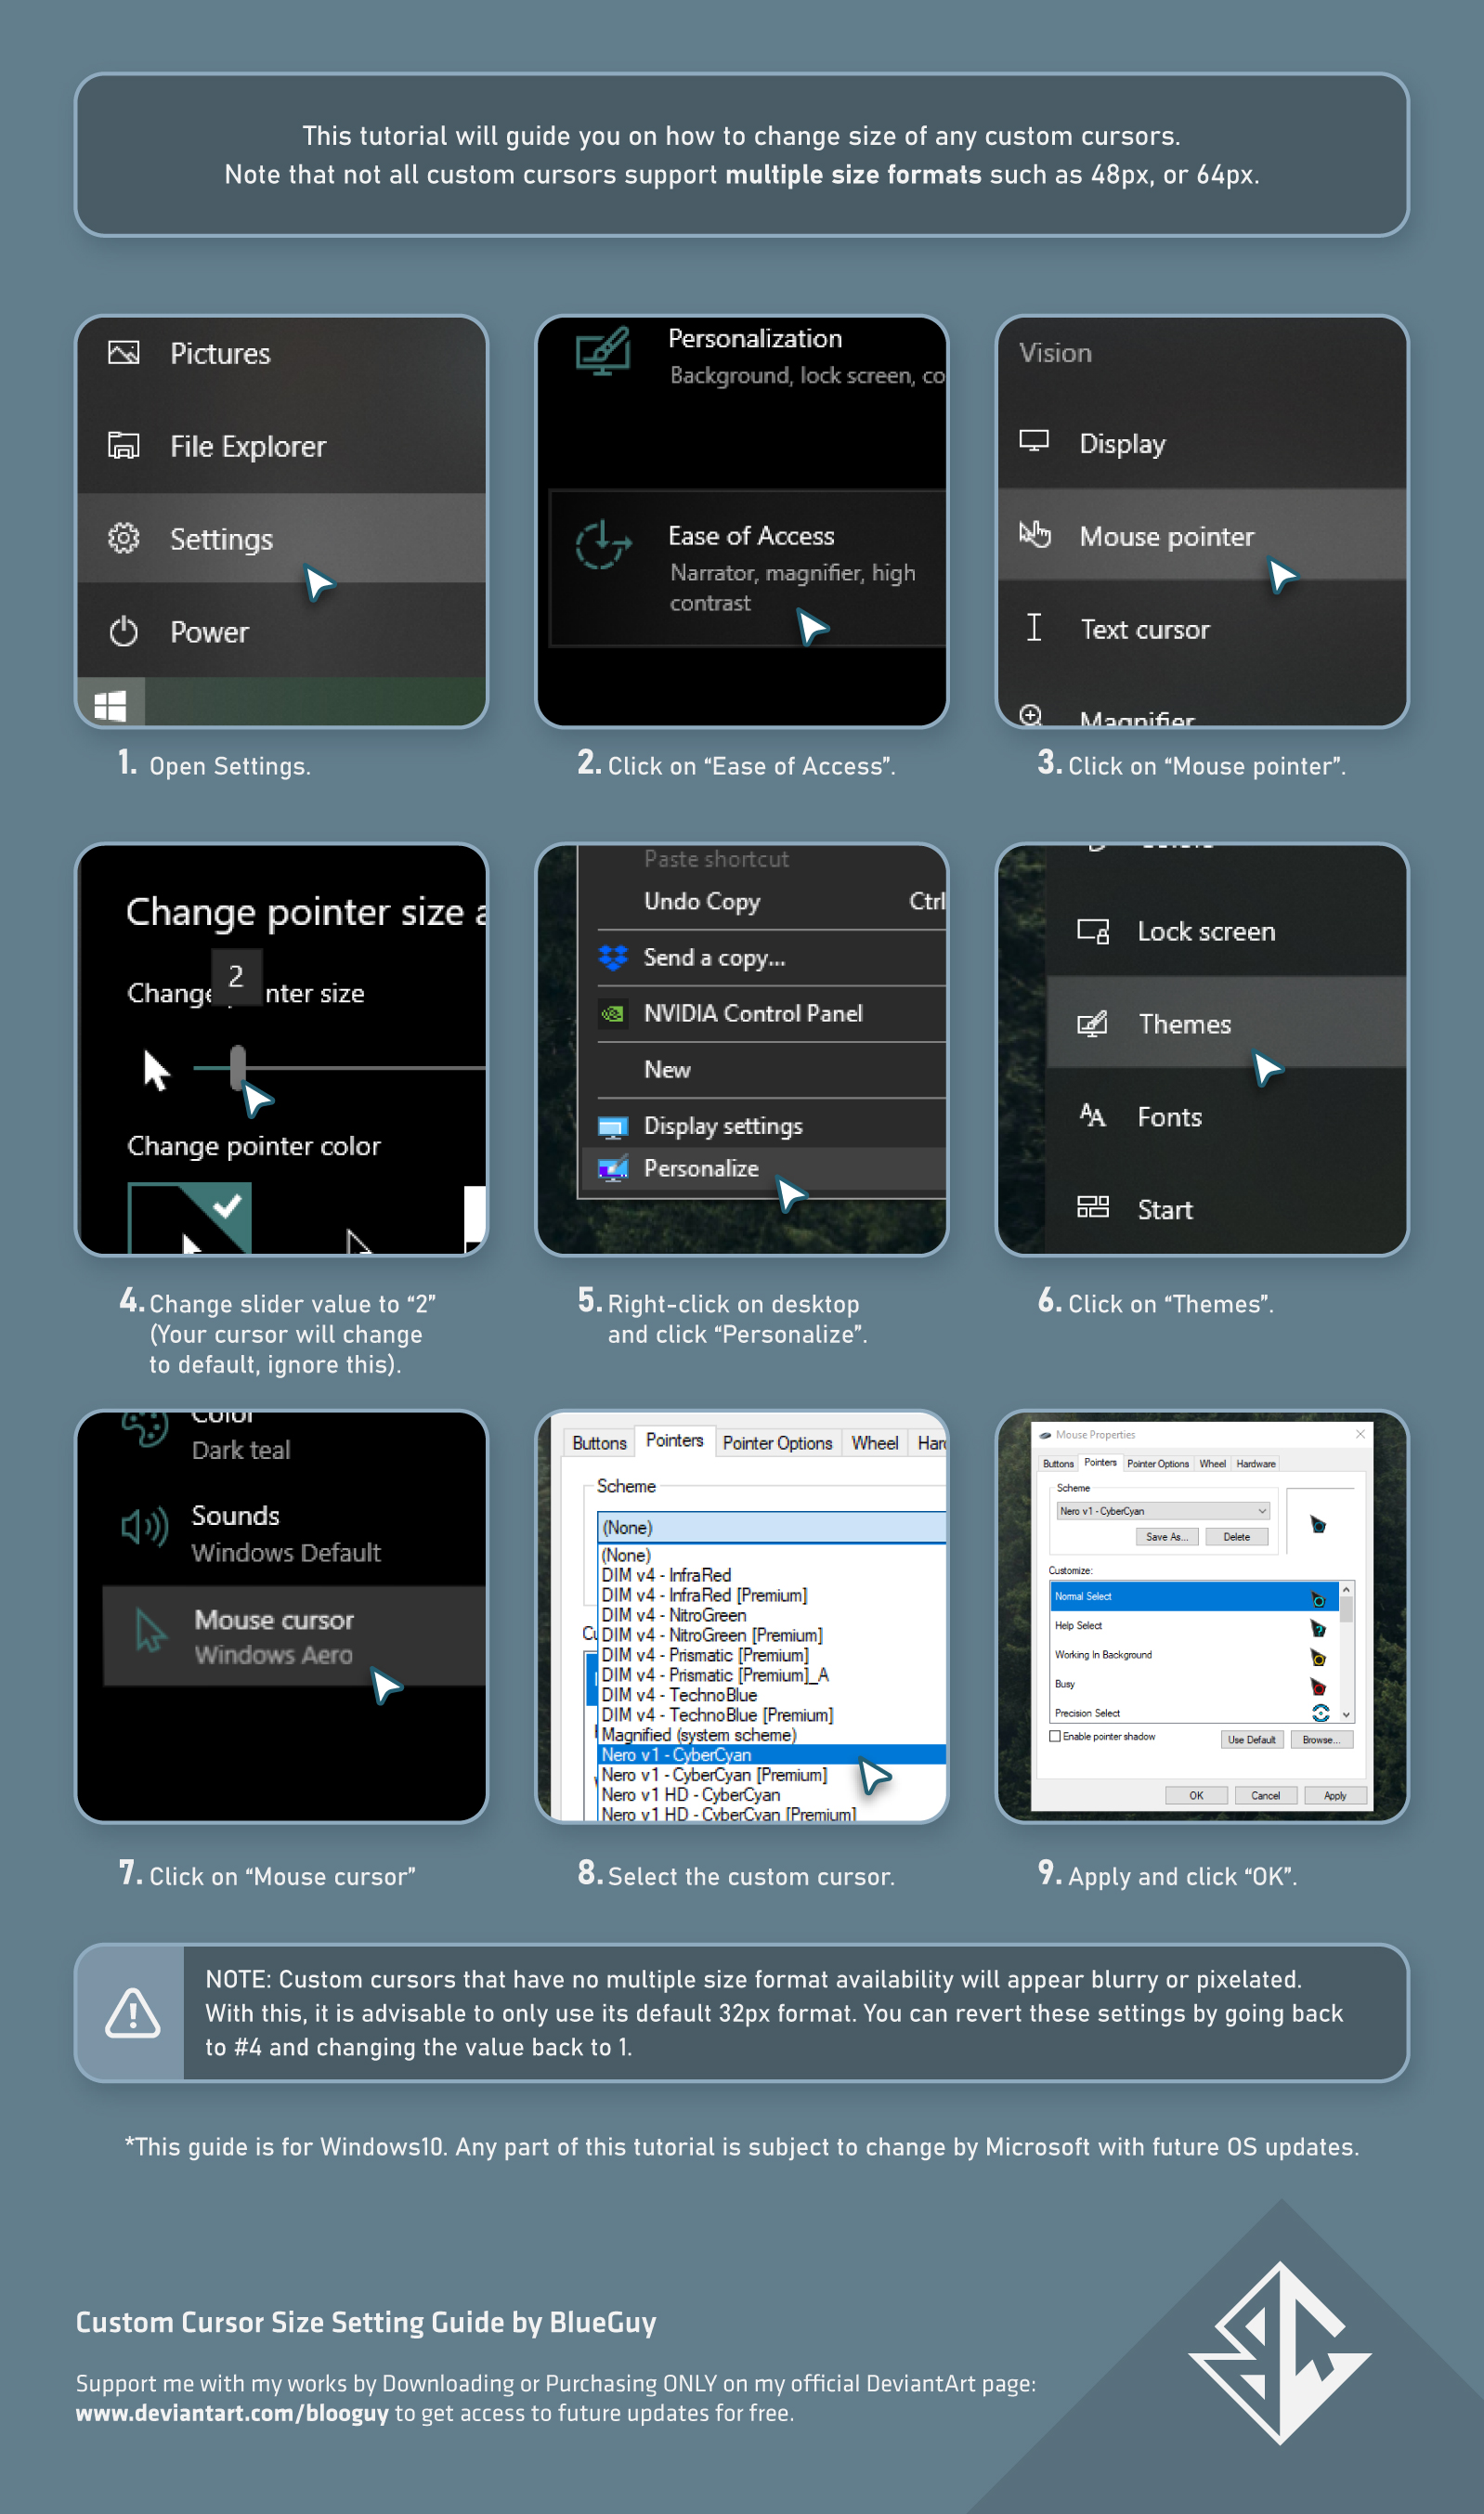 This tutorial will guide you on how to change size of any custom cursors.
Note that not all custom cursors support multiple size formats such as 48px, or 64px.
Pictures
File Explorer
Settings
Power
1. Open Settings.
Personalization
Background, lock screen, co
Ease of Access
Narrator, magnifier, high
contrast
2. Click on “Ease of Access”.
Vision
Display
Mouse pointer
Text cursor
Magnifier
3. Click on “Mouse pointer”.
Change pointer size a
2
Change nter size
Change pointer color
4. Change slider value to “2”
(Your cursor will change
to default, ignore this).
Paste shortcut
Undo Copy Ctrl
Send a copy...
NVIDIA Control Panel
New
Display settings
Personalize
5. Right-click on desktop
and click “Personalize”.
Lock screen
Themes
Fonts
Start
6. Click on “Themes”.
Color
Dark teal
Sounds
Windows Default
Mouse cursor
Windows Aero
7. Click on “Mouse cursor”
Buttons Pointers Pointer Options Wheel Har
Scheme
(None)
(None)
DIM v4 - InfraRed
DIM v4 - InfraRed [Premium]
DIM v4 - NitroGreen
DIM v4 - NitroGreen [Premium]
DIM v4 - Prismatic [Premium]
DIM v4 - Prismatic [Premium]_A
DIM v4 - TechnoBlue
DIM v4 - TechnoBlue [Premium]
Magnified (system scheme)
Nero v1 - CyberCyan
Nero v1 - CyberCyan [Premium]
Nero v1 HD - CyberCyan
Nero v1 HD - CyberCyan [Premium]
8. Select the custom cursor.
Mouse Properties
Buttons Pointers Pointer Options Wheel Hardware
Scheme
Nero v1 - CyberCyan
Save As... Delete
Customize:
Normal Select
Help Select
Working In Background
Busy
Precision Select
Enable pointer shadow
Use Default Browse...
OK Cancel Apply
9. Apply and click “OK”.
NOTE: Custom cursors that have no multiple size format availability will appear blurry or pixelated.
With this, it is advisable to only use its default 32px format. You can revert these settings by going back
to #4 and changing the value back to 1.
*This guide is for Windows10. Any part of this tutorial is subject to change by Microsoft with future OS updates.
Custom Cursor Size Setting Guide by BlueGuy
Support me with my works by Downloading or Purchasing ONLY on my official DeviantArt page:
www.deviantart.com/blooguy to get access to future updates for free.